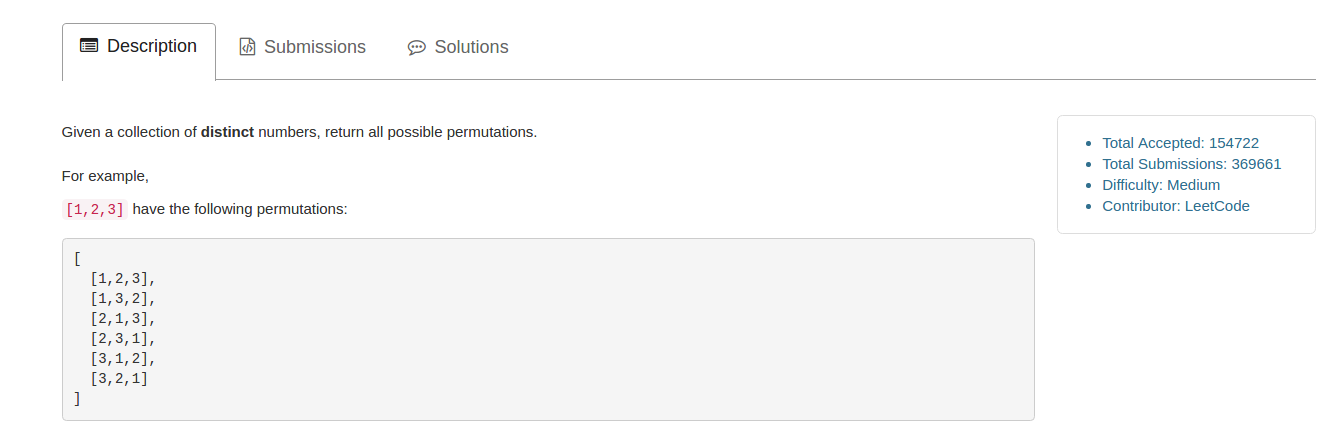 Description
Submissions
Solutions
Given a collection of distinct numbers, return all possible permutations.
For example,
[1,2,3] have the following permutations:
[
  [1,2,3],
  [1,3,2],
  [2,1,3],
  [2,3,1],
  [3,1,2],
  [3,2,1]
]
Total Accepted: 154722
Total Submissions: 369661
Difficulty: Medium
Contributor: LeetCode